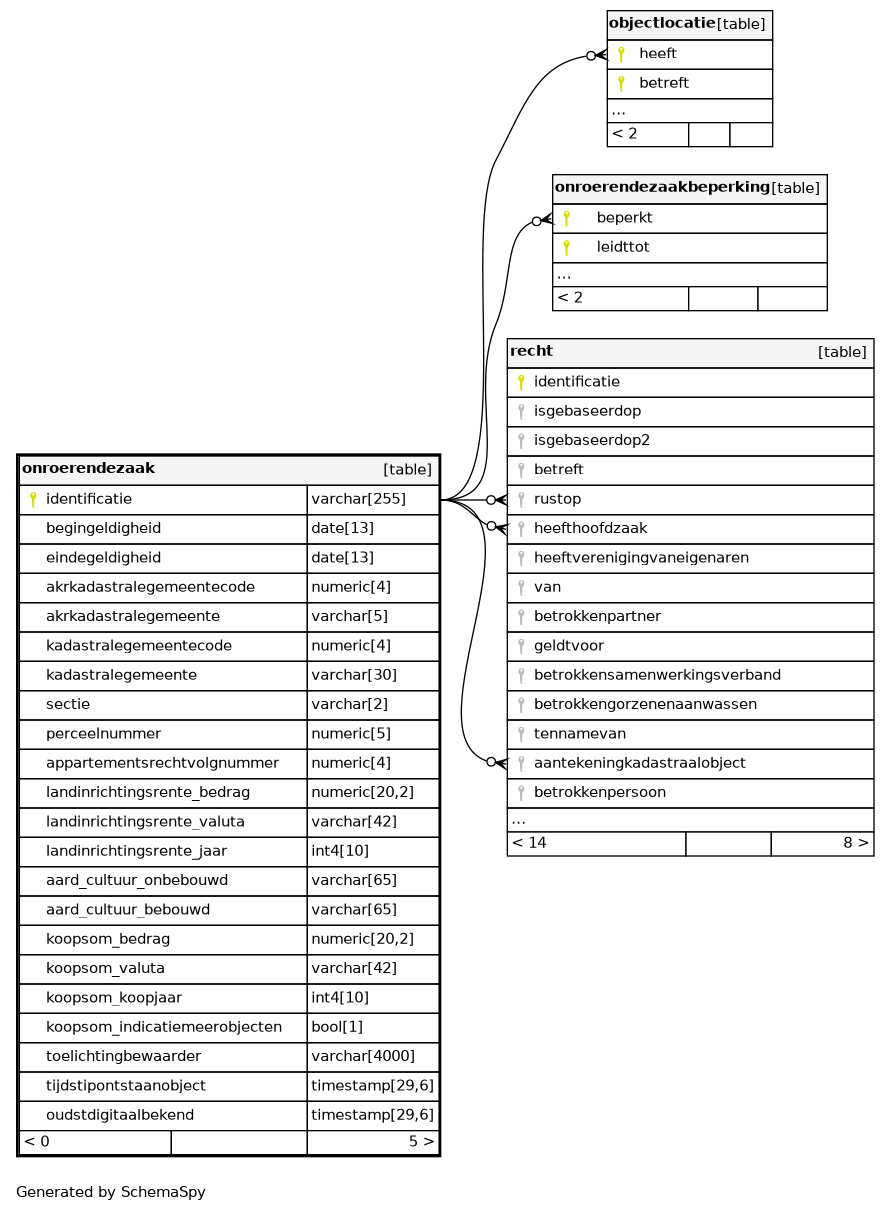 objectlocatie [table]
heeft
betreft
...
< 2
onroerendezaakbeperking [table]
beperkt
leidttot
...
< 2
recht [table]
identificatie
isgebaseerdop
isgebaseerdop2
betreft
rustop
heefthoofdzaak
heeftverenigingvaneigenaren
van
betrokkenpartner
geldtvoor
betrokkensamenwerkingsverband
betrokkengorzenenaanwassen
tennamevan
aantekeningkadastraalobject
betrokkenpersoon
...
< 14 8 >
onroerendezaak [table]
identificatie varchar[255]
begingeldigheid date[13]
eindegeldigheid date[13]
akrkadastralegemeentecode numeric[4]
akrkadastralegemeente varchar[5]
kadastralegemeentecode numeric[4]
kadastralegemeente varchar[30]
sectie varchar[2]
perceelnummer numeric[5]
appartementsrechtvolgnummer numeric[4]
landinrichtingsrente_bedrag numeric[20,2]
landinrichtingsrente_valuta varchar[42]
landinrichtingsrente_jaar int4[10]
aard_cultuur_onbebouwd varchar[65]
aard_cultuur_bebouwd varchar[65]
koopsom_bedrag numeric[20,2]
koopsom_valuta varchar[42]
koopsom_koopjaar int4[10]
koopsom_indicatiemeerobjecten bool[1]
toelichtingbewaarder varchar[4000]
tijdstipontstaanobject timestamp[29,6]
oudstdigitaalbekend timestamp[29,6]
< 0 5 >
Generated by SchemaSpy